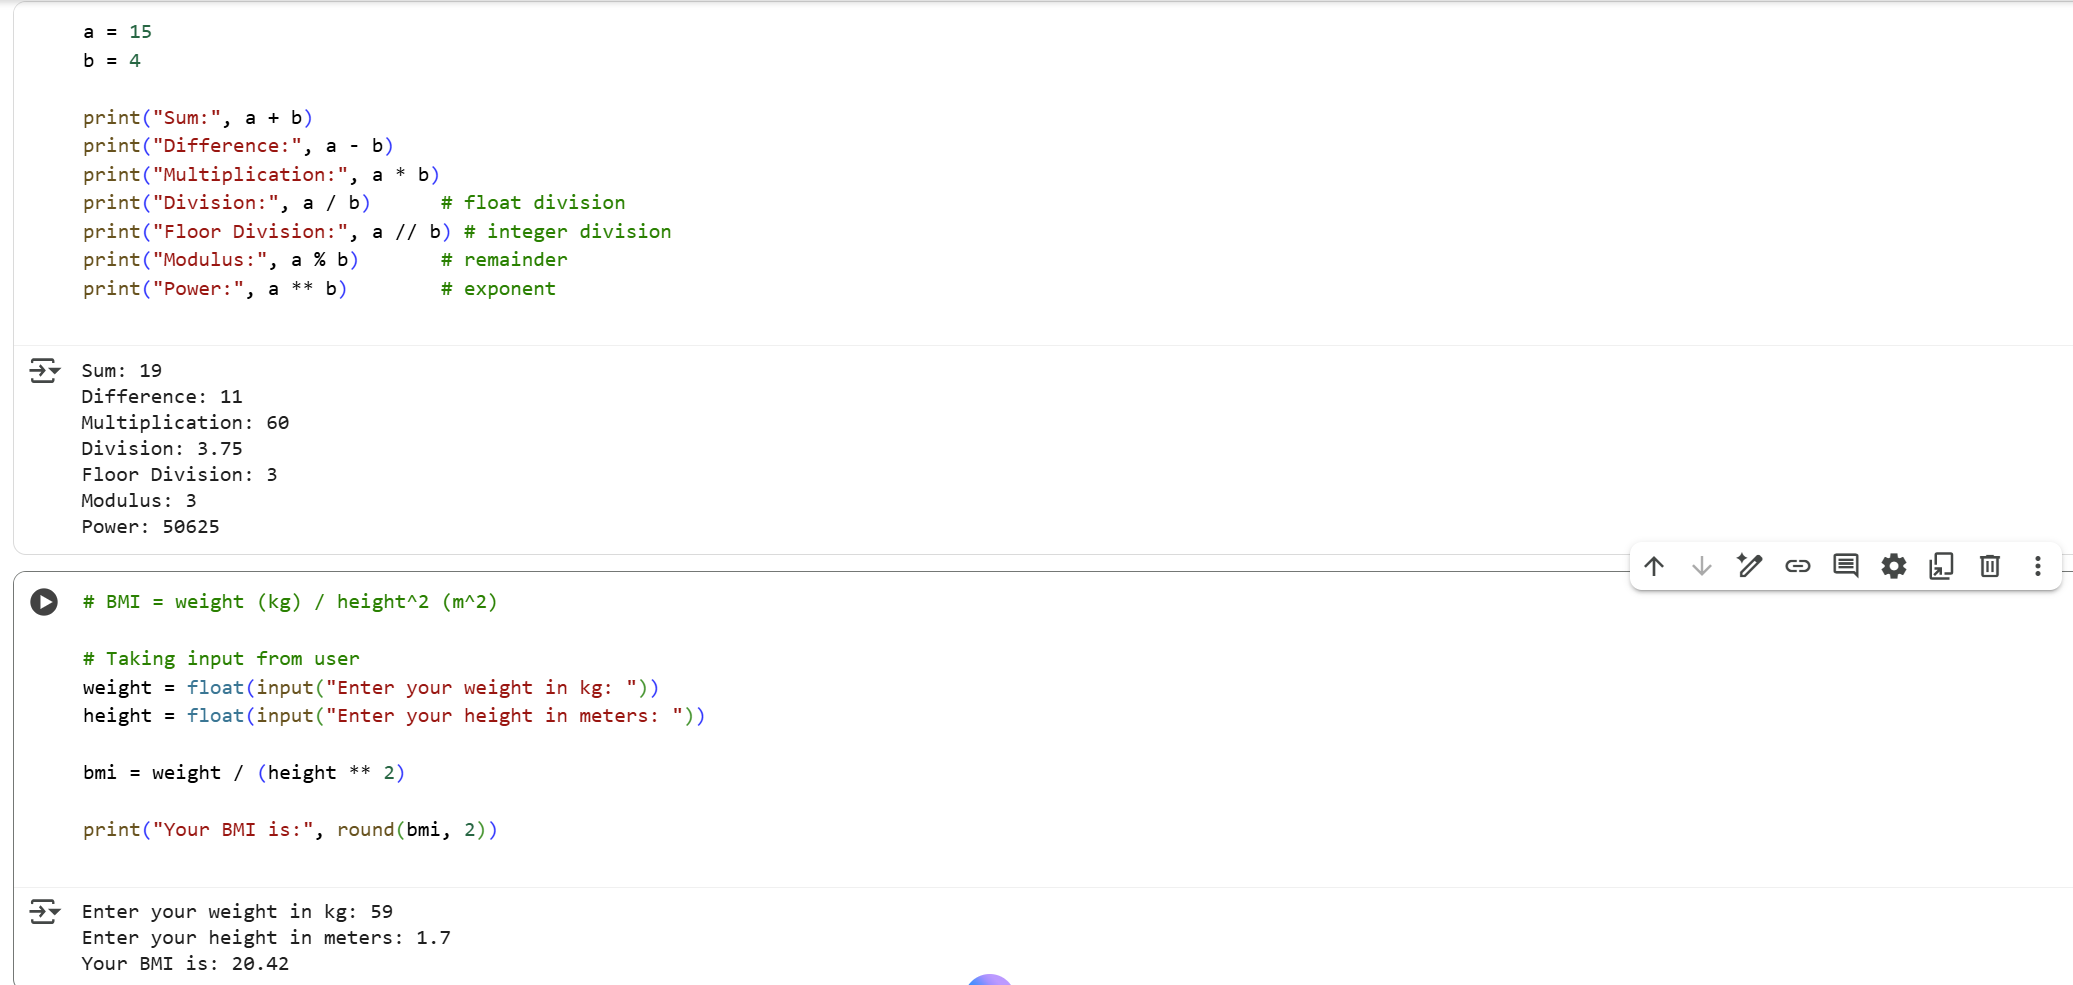 a = 15
b = 4
print("Sum:", a + b)
print("Difference:", a - b)
print("Multiplication:", a * b)
print("Division:", a / b)      # float division
print("Floor Division:", a // b) # integer division
print("Modulus:", a % b)       # remainder
print("Power:", a ** b)        # exponent
Sum: 19
Difference: 11
Multiplication: 60
Division: 3.75
Floor Division: 3
Modulus: 3
Power: 50625
# BMI = weight (kg) / height^2 (m^2)
# Taking input from user
weight = float(input("Enter your weight in kg: "))
height = float(input("Enter your height in meters: "))
bmi = weight / (height ** 2)
print("Your BMI is:", round(bmi, 2))
Enter your weight in kg: 59
Enter your height in meters: 1.7
Your BMI is: 20.42